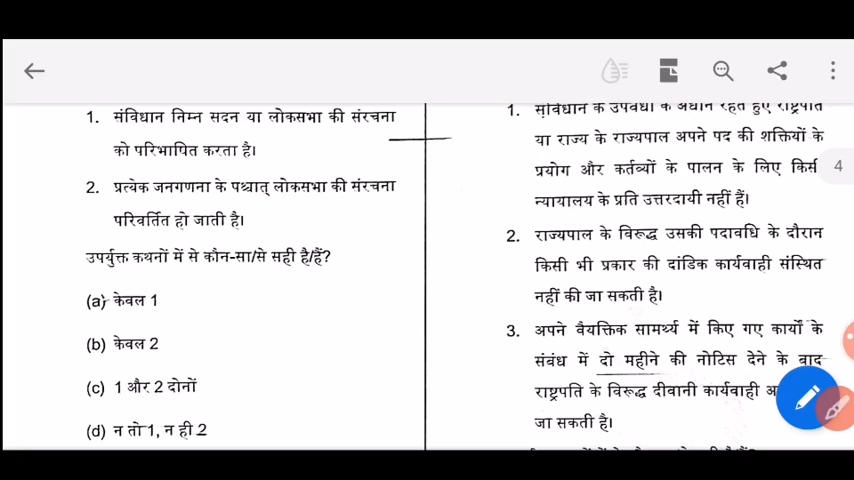 1. संविधान निम्न सदन या लोकसभा की संरचना
को परिभाषित करता है।
2. प्रत्येक जनगणना के पश्चात् लोकसभा की संरचना
परिवर्तित हो जाती है।
उपर्युक्त कथनों में से कौन-सा/से सही है/हैं?
(a) केवल 1
(b) केवल 2
(c) 1 और 2 दोनों
(d) न तो 1, न ही 2
1. संविधान के उपबंधों के अधीन रहते हुए राष्ट्रपति
या राज्य के राज्यपाल अपने पद की शक्तियों के
प्रयोग और कर्तव्यों के पालन के लिए किसी
न्यायालय के प्रति उत्तरदायी नहीं हैं।
2. राज्यपाल के विरूद्ध उसकी पदावधि के दौरान
किसी भी प्रकार की दांडिक कार्यवाही संस्थित
नहीं की जा सकती है।
3. अपने वैयक्तिक सामर्थ्य में किए गए कार्यों के
संबंध में दो महीने की नोटिस देने के बाद
राष्ट्रपति के विरूद्ध दीवानी कार्यवाही
जा सकती है।
4